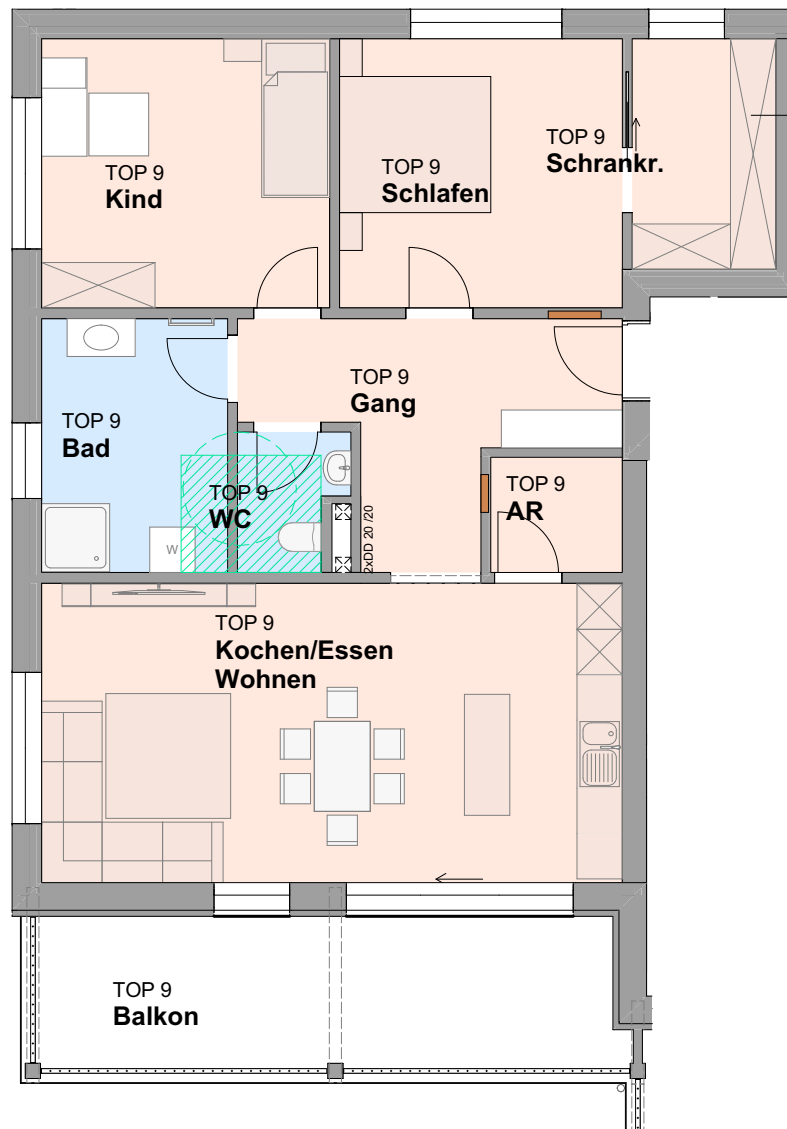 TOP 9
Kind
TOP 9
Schlafen
TOP 9
Schrankr.
TOP 9
Gang
TOP 9
Bad
TOP 9
WC
TOP 9
AR
W
2xDD 20 /20
TOP 9
Kochen/Essen
Wohnen
TOP 9
Balkon